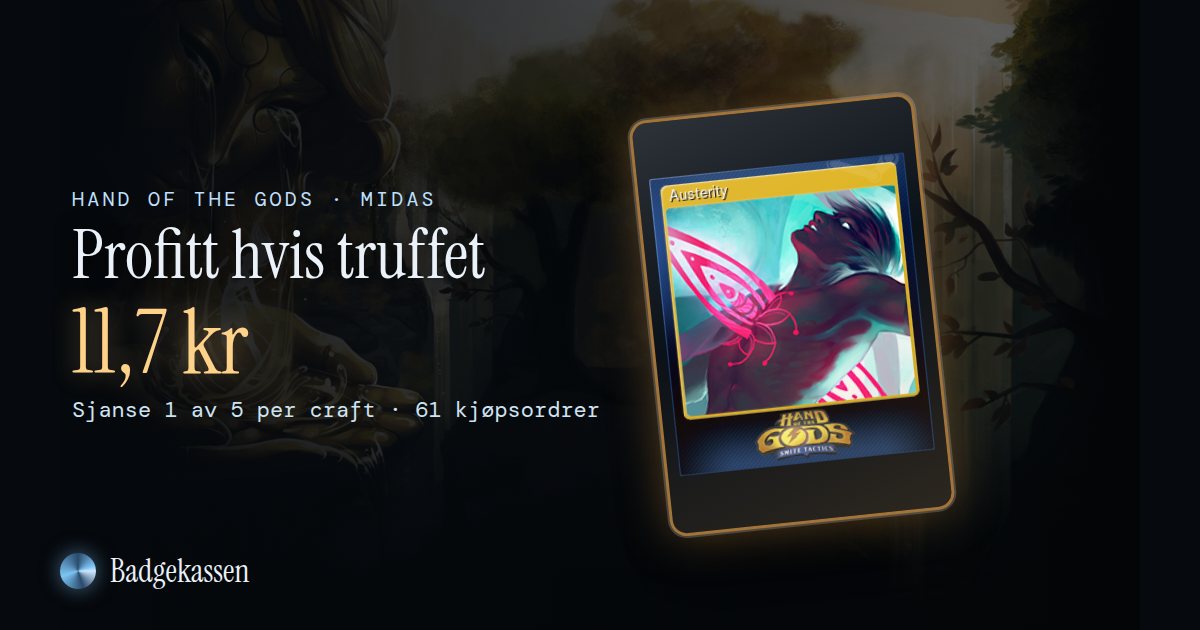 HAND OF THE GODS · MIDAS
Profitt hvis truffet
11,7 kr
Sjanse 1 av 5 per craft · 61 kjøpsordrer
Austerity
HAND
OF THE
GODS
SMITE TACTICS
Badgekassen